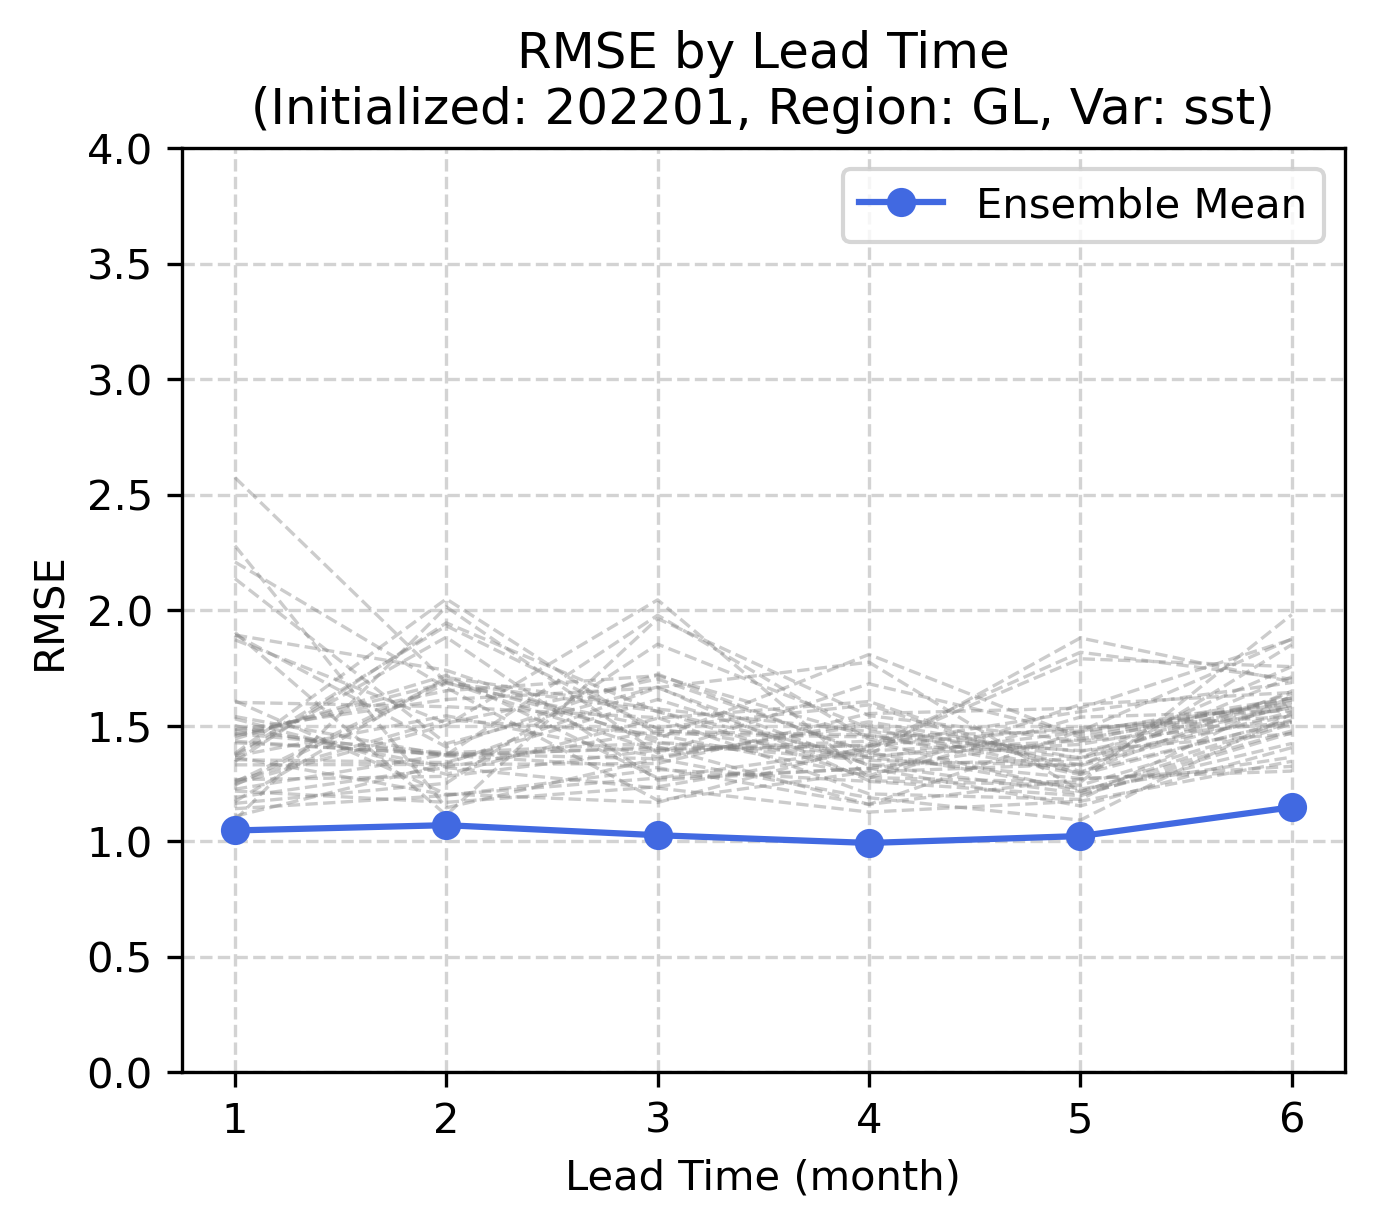 RMSE by Lead Time
(Initialized: 202201, Region: GL, Var: sst)
4.0
3.5
3.0
2.5
2.0
1.5
1.0
0.5
0.0
RMSE
Ensemble Mean
1 2 3 4 5 6
Lead Time (month)